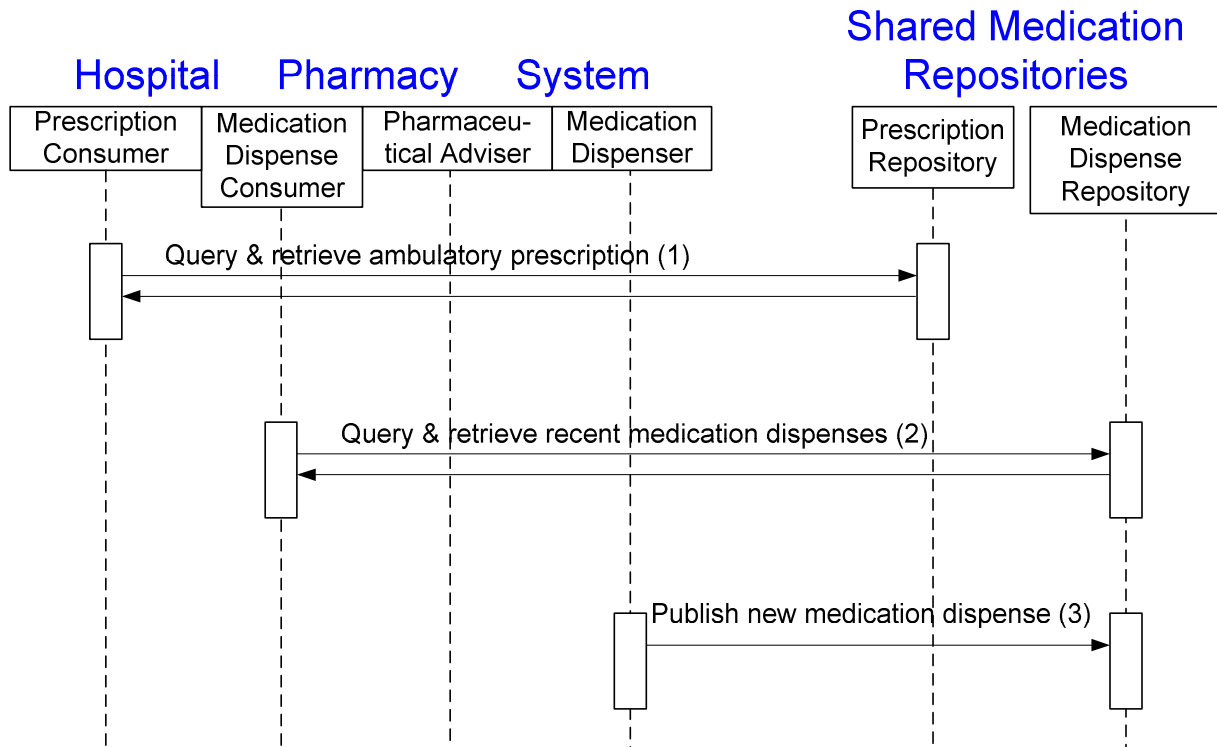 Shared Medication
Hospital Pharmacy System Repositories
Prescription
Consumer
Medication
Dispense
Consumer
Pharmaceu-
tical Adviser
Medication
Dispenser
Prescription
Repository
Medication
Dispense
Repository
Query & retrieve ambulatory prescription (1)
Query & retrieve recent medication dispenses (2)
Publish new medication dispense (3)